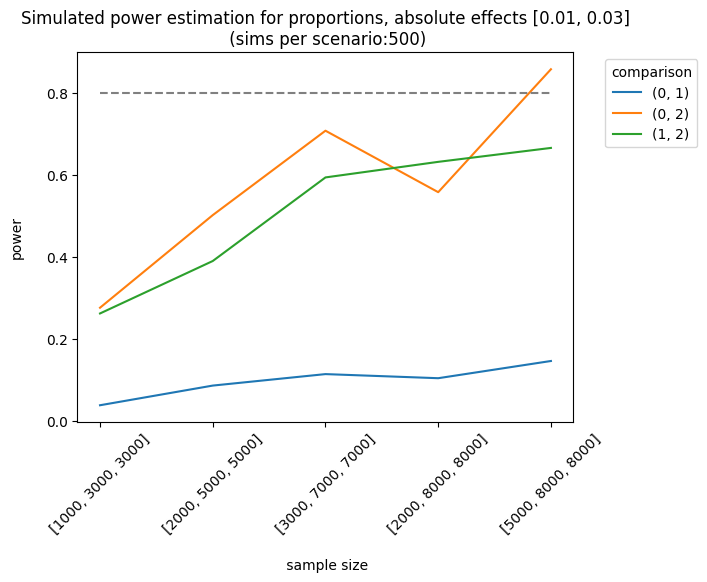 Simulated power estimation for proportions, absolute effects [0.01, 0.03]
(sims per scenario:500)
comparison
(0, 1)
(0, 2)
(1, 2)
power
0.8
0.6
0.4
0.2
0.0
[1000, 3000, 3000]
[2000, 5000, 5000]
[3000, 7000, 7000]
[2000, 8000, 8000]
[5000, 8000, 8000]
sample size